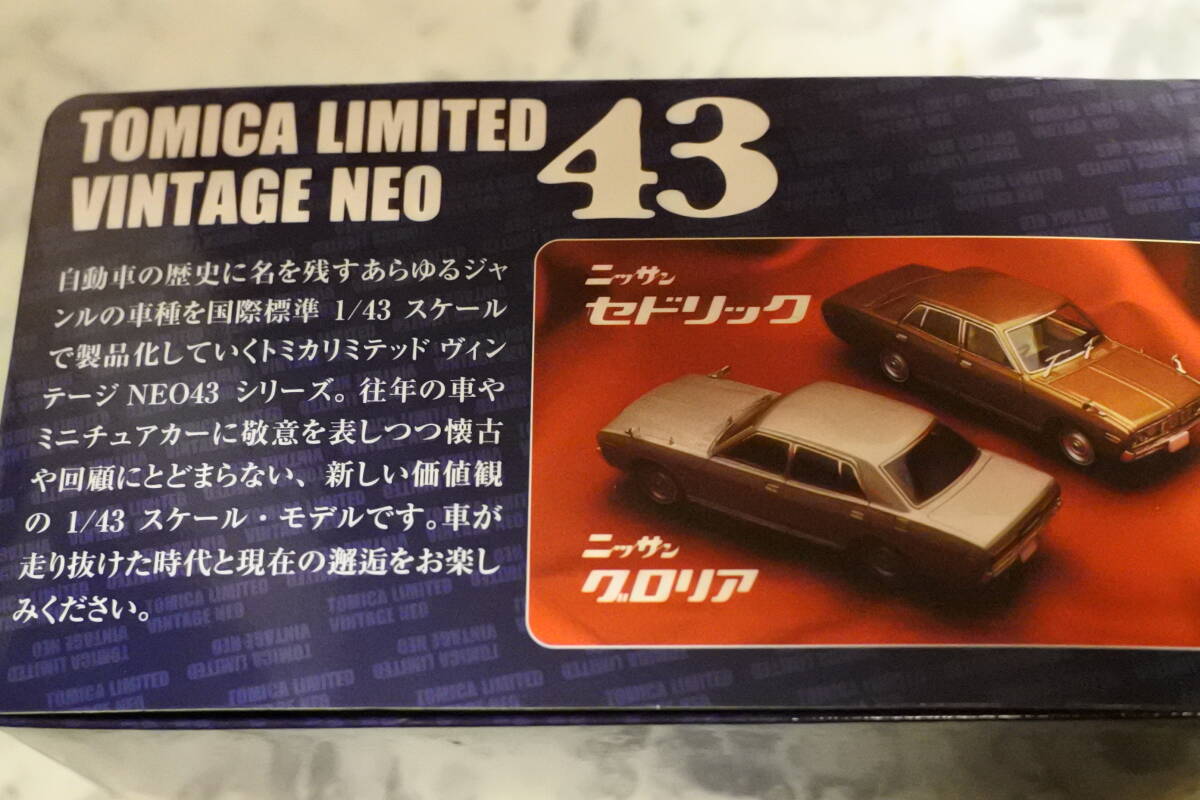 TOMICA LIMITED
VINTAGE NEO
43
自動車の歴史に名を残すあらゆるジャ
ンルの車種を国際標準 1/43 スケール
で製品化していくトミカリミテッド ヴィン
テージ NEO43 シリーズ。往年の車や
ミニチュアカーに敬意を表しつつ懐古
や回顧にとどまらない、新しい価値観
の 1/43 スケール・モデルです。車が
走り抜けた時代と現在の邂逅をお楽し
みください。
ニッサン
セドリック
ニッサン
グロリア